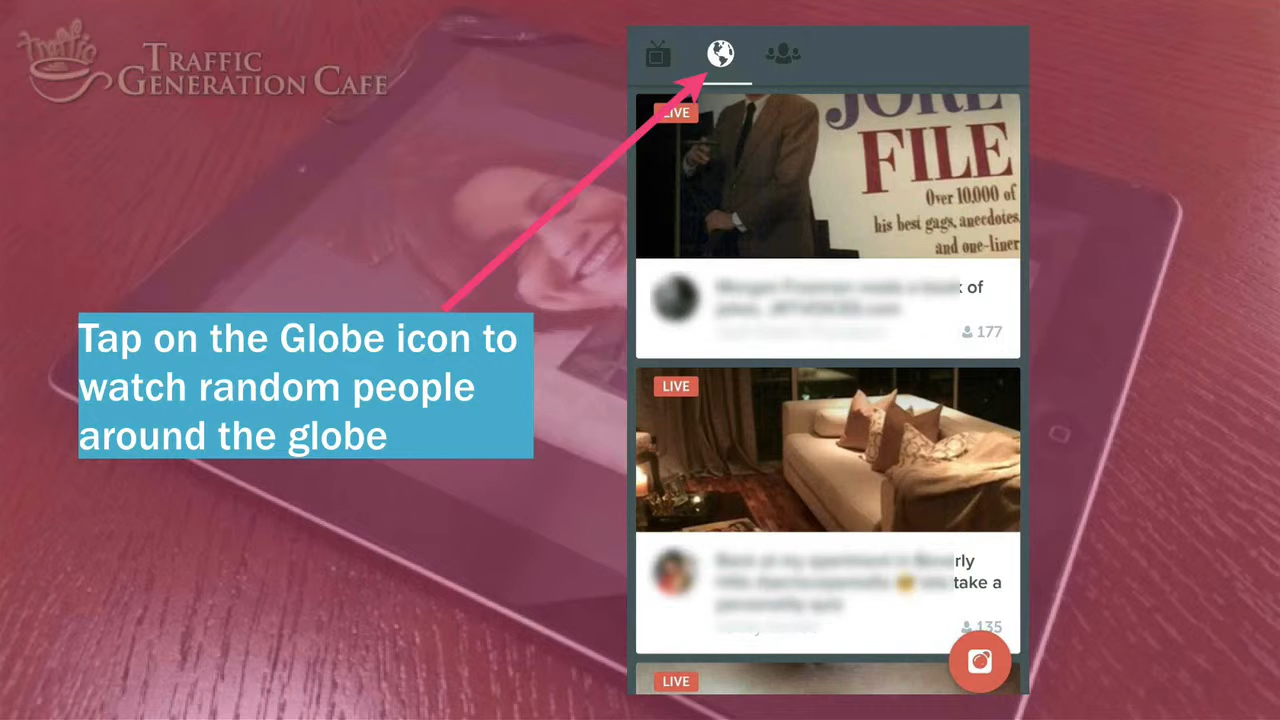 Traffic
TRAFFIC
GENERATION CAFE
LIVE
JOKE
FILE
Over 10,000 of
his best gags, anecdotes,
and one-liner
k of
177
Tap on the Globe icon to
watch random people
around the globe
LIVE
rly
take a
135
LIVE